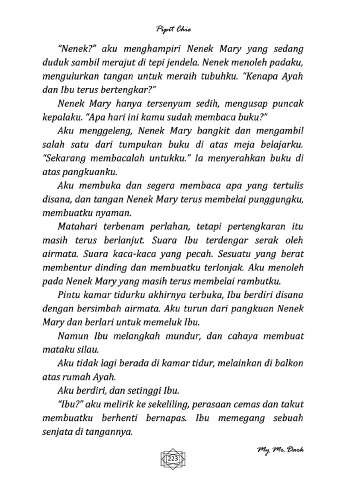 Pipit Chie
“Nenek?” aku menghampiri Nenek Mary yang sedang
duduk sambil merajut di tepi jendela. Nenek menoleh padaku,
mengulurkan tangan untuk meraih tubuhku. “Kenapa Ayah
dan Ibu terus bertengkar?”
Nenek Mary hanya tersenyum sedih, mengusap puncak
kepalaku. “Apa hari ini kamu sudah membaca buku?”
Aku menggeleng, Nenek Mary bangkit dan mengambil
salah satu dari tumpukan buku di atas meja belajarku.
“Sekarang membacalah untukku.” Ia menyerahkan buku di
atas pangkuanku.
Aku membuka dan segera membaca apa yang tertulis
disana, dan tangan Nenek Mary terus membelai punggungku,
membuatku nyaman.
Matahari terbenam perlahan, tetapi pertengkaran itu
masih terus berlanjut. Suara Ibu terdengar serak oleh
airmata. Suara kaca-kaca yang pecah. Sesuatu yang berat
membentur dinding dan membuatku terlonjak. Aku menoleh
pada Nenek Mary yang masih terus membelai rambutku.
Pintu kamar tidurku akhirnya terbuka, Ibu berdiri disana
dengan bersimbah airmata. Aku turun dari pangkuan Nenek
Mary dan berlari untuk memeluk Ibu.
Namun Ibu melangkah mundur, dan cahaya membuat
mataku silau.
Aku tidak lagi berada di kamar tidur, melainkan di balkon
atas rumah Ayah.
Aku berdiri, dan setinggi Ibu.
“Ibu?” aku melirik ke sekeliling, perasaan cemas dan takut
membuatku berhenti bernapas. Ibu memegang sebuah
senjata di tangannya.
223
My Mr. Dark